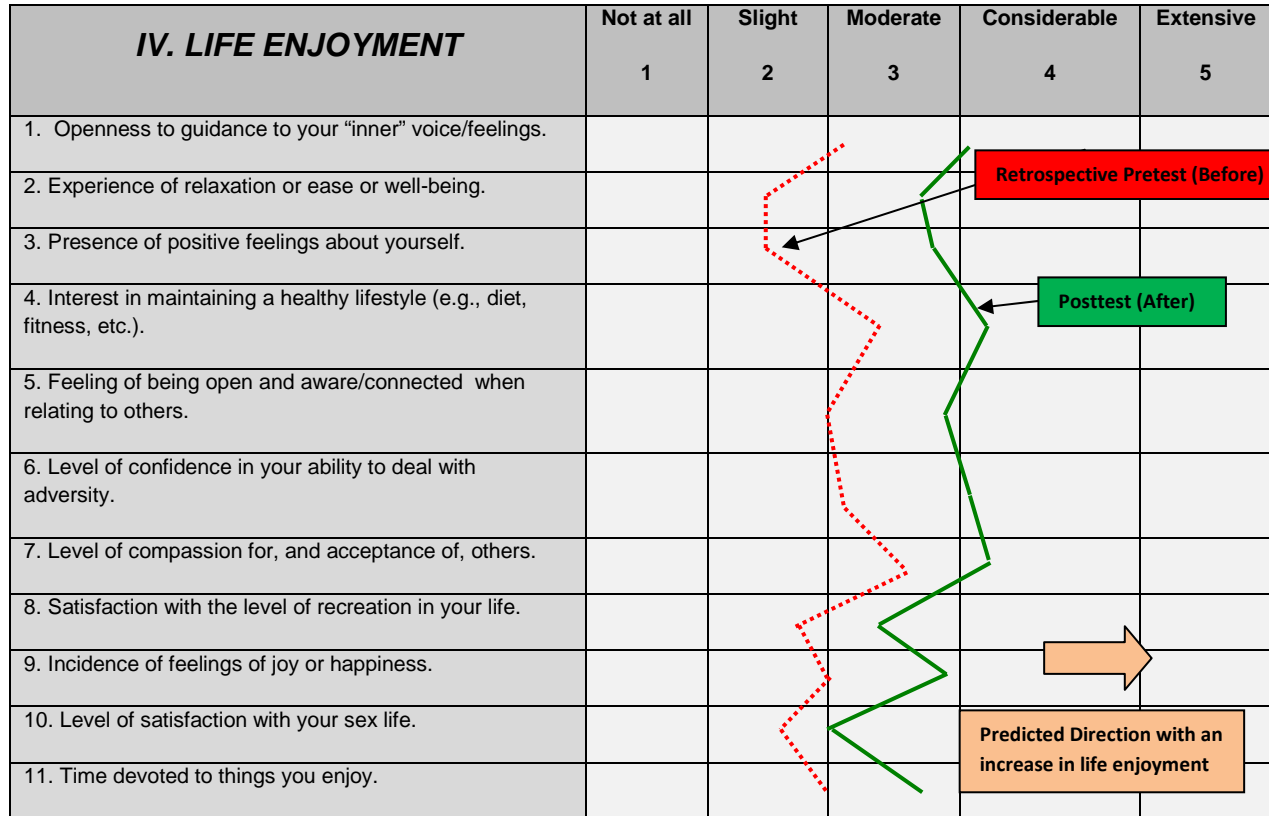 IV. LIFE ENJOYMENT
Not at all
1
Slight
2
Moderate
3
Considerable
4
Extensive
5
1. Openness to guidance to your “inner” voice/feelings.
2. Experience of relaxation or ease or well-being.
3. Presence of positive feelings about yourself.
4. Interest in maintaining a healthy lifestyle (e.g., diet,
fitness, etc.).
5. Feeling of being open and aware/connected when
relating to others.
6. Level of confidence in your ability to deal with
adversity.
7. Level of compassion for, and acceptance of, others.
8. Satisfaction with the level of recreation in your life.
9. Incidence of feelings of joy or happiness.
10. Level of satisfaction with your sex life.
11. Time devoted to things you enjoy.
Retrospective Pretest (Before)
Posttest (After)
Predicted Direction with an
increase in life enjoyment